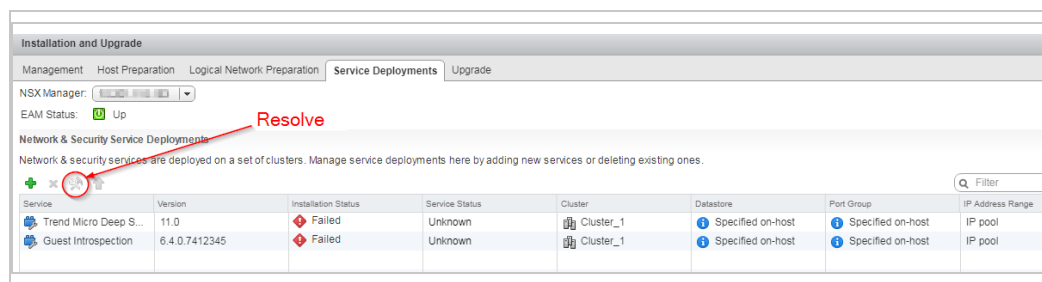 Installation and Upgrade
Management Host Preparation Logical Network Preparation Service Deployments Upgrade
NSX Manager:
EAM Status: Up
Resolve
Network & Security Service Deployments
Network & security services are deployed on a set of clusters. Manage service deployments here by adding new services or deleting existing ones.
Filter
Service Version Installation Status Service Status Cluster Datastore Port Group IP Address Range
Trend Micro Deep S... 11.0 Failed Unknown Cluster_1 Specified on-host Specified on-host IP pool
Guest Introspection 6.4.0.7412345 Failed Unknown Cluster_1 Specified on-host Specified on-host IP pool